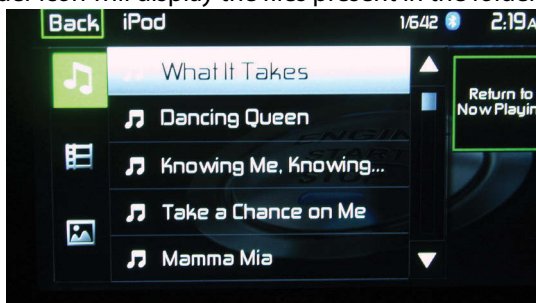 Back iPod 1/642 2:19A
What It Takes
Return to
Now Playin
Dancing Queen
Knowing Me, Knowing...
Take a Chance on Me
Mamma Mia